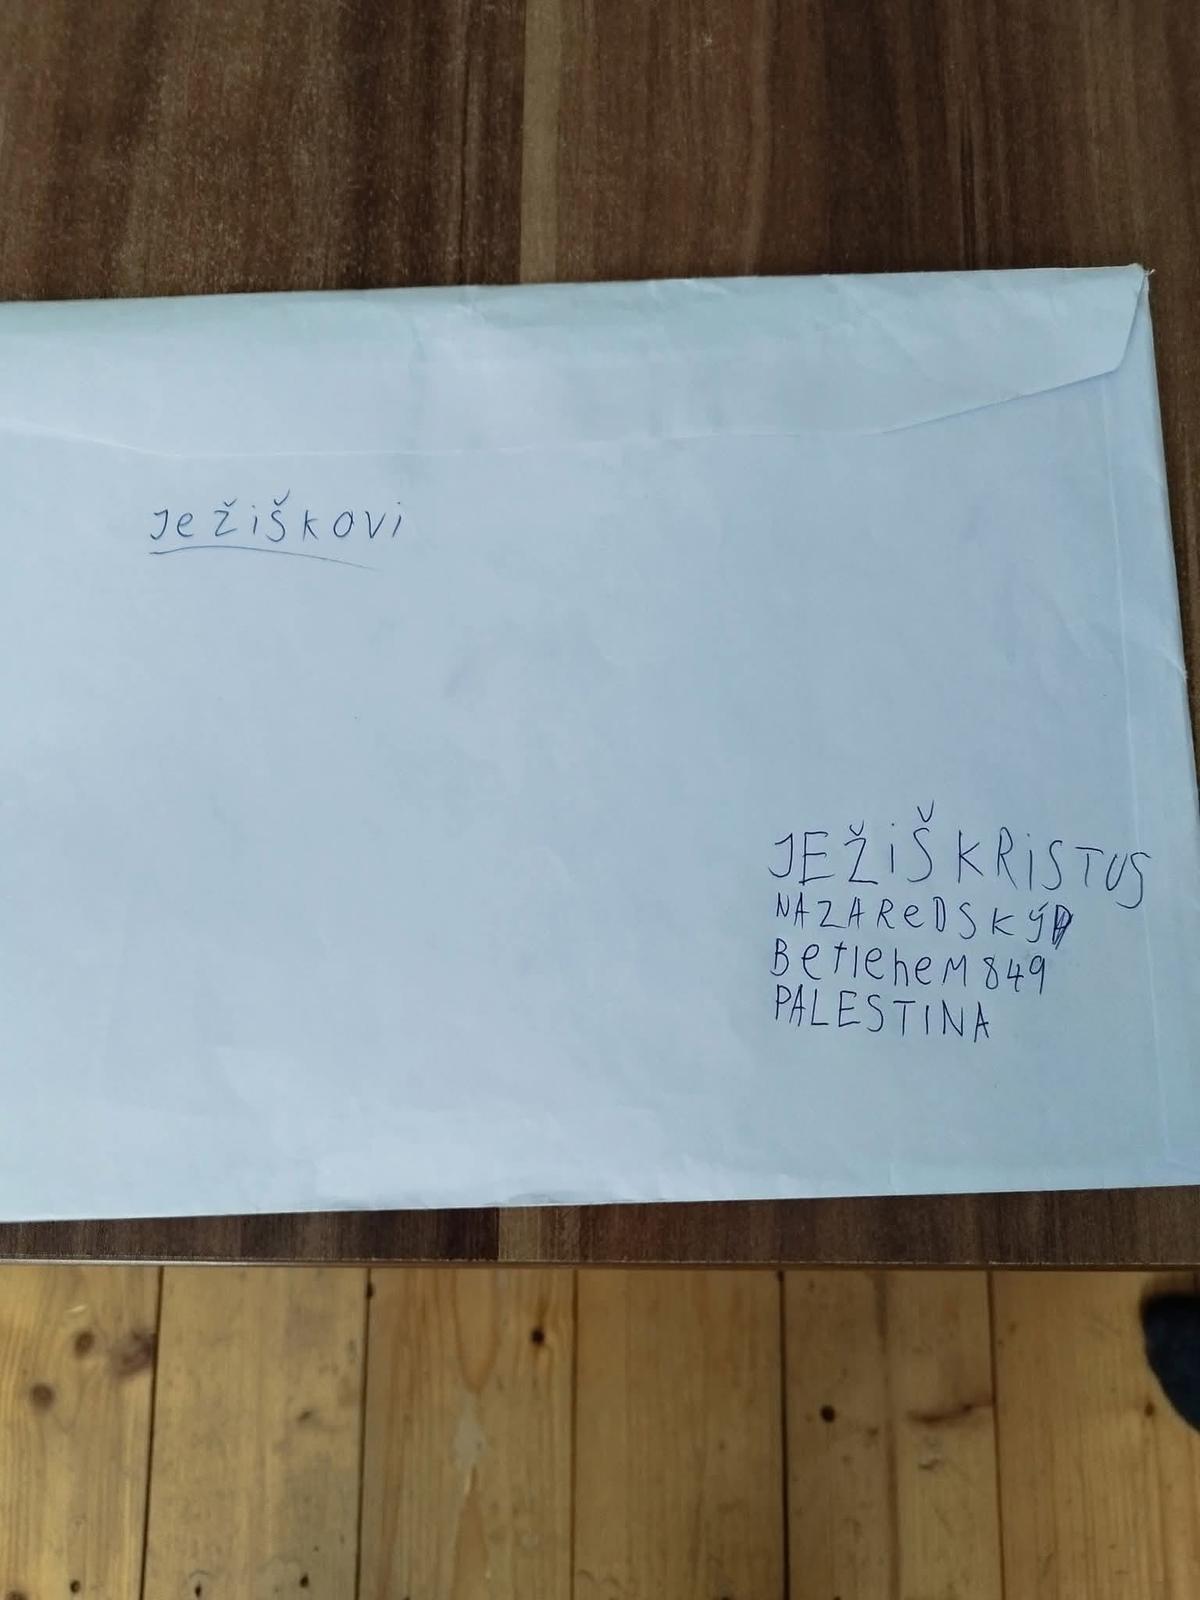 Ježiškovi
JEŽiŠ KRiSTUS
NAZAReDSKÝ
BetleheM 849
PALESTINA